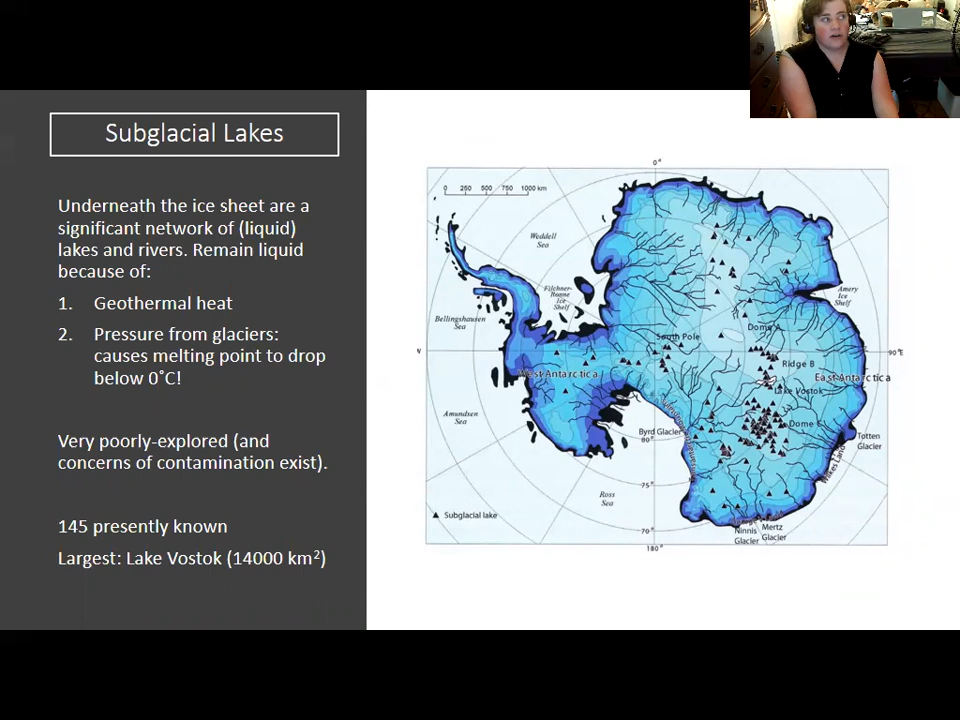 Subglacial Lakes
Underneath the ice sheet are a
significant network of (liquid)
lakes and rivers. Remain liquid
because of:
1. Geothermal heat
2. Pressure from glaciers:
causes melting point to drop
below 0˚C!
Very poorly-explored (and
concerns of contamination exist).
145 presently known
Largest: Lake Vostok (14000 km²)
0°
0 250 500 750 1000 km
Weddell
Sea
Filchner-
Ronne
Ice
Shelf
Amery
Ice
Shelf
Bellingshausen
Sea
Dome A
South Pole
W
90°E
Ridge B
West Antarctica
East Antarctica
Lake Vostok
Amundsen
Sea
Dome C
Byrd Glacier
80°
Totten
Glacier
Wilkes Land
75°
Ross
Sea
Subglacial lake
70°
Ninnis
Glacier
Mertz
Glacier
180°